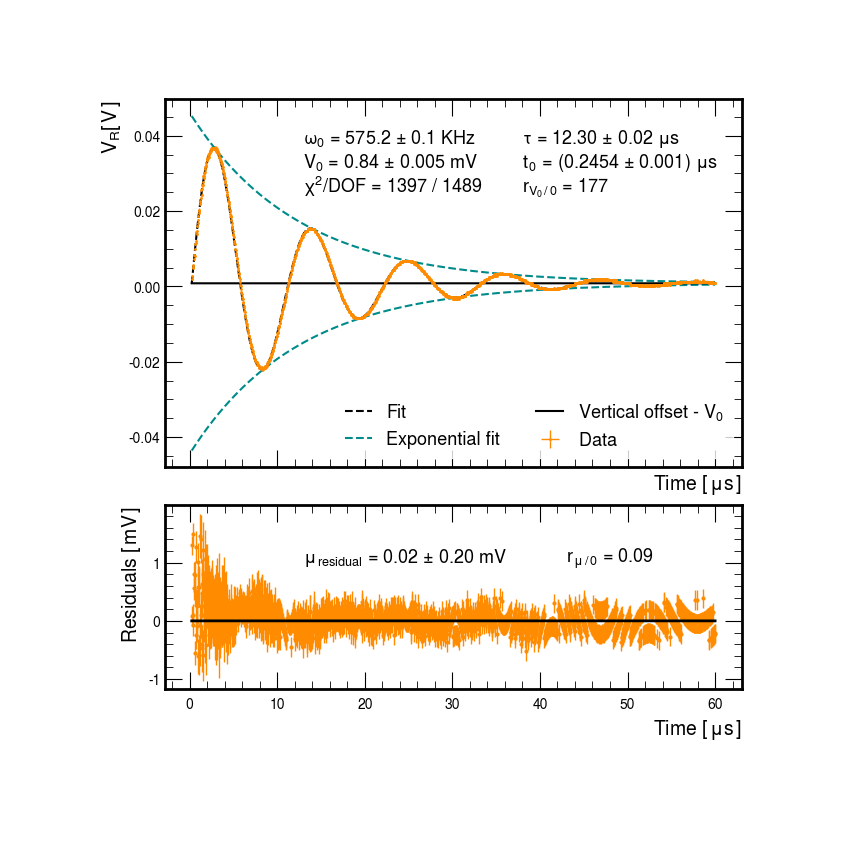 V_R [V]
0.04
0.02
0.00
-0.02
-0.04
ω₀ = 575.2 ± 0.1 KHz
τ = 12.30 ± 0.02 µs
V₀ = 0.84 ± 0.005 mV
t₀ = (0.2454 ± 0.001) µs
χ²/DOF = 1397 / 1489
r_V₀/0 = 177
Fit
Exponential fit
Vertical offset - V₀
Data
Time [µs]
Residuals [mV]
1
0
-1
µ_residual = 0.02 ± 0.20 mV
r_µ/0 = 0.09
0 10 20 30 40 50 60
Time [µs]